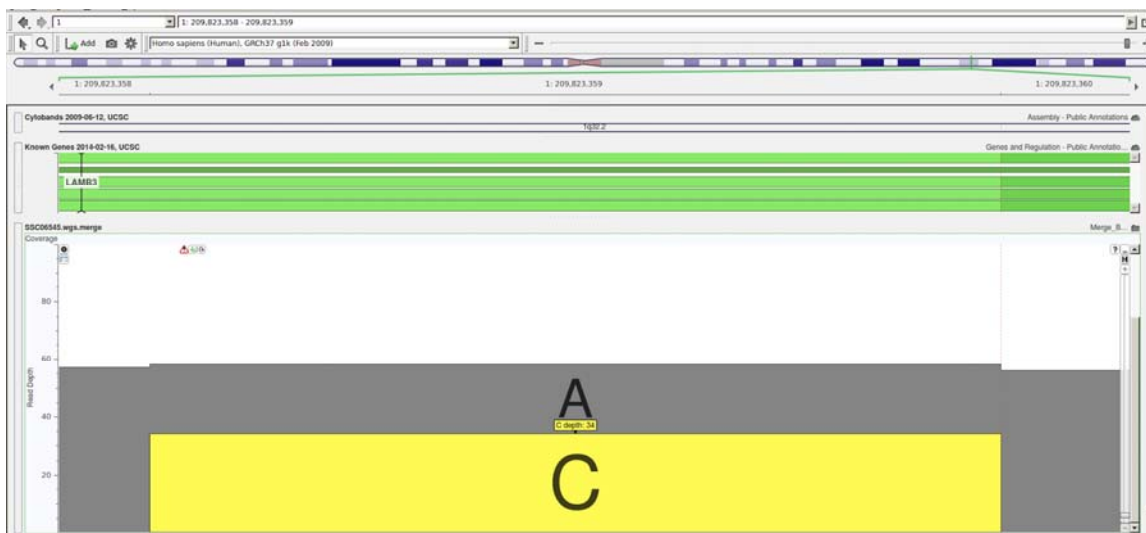 1 1: 209,823,358 - 209,823,359
Add Homo sapiens (Human), GRCh37 g1k (Feb 2009)
1: 209,823,358 1: 209,823,359 1: 209,823,360
Cytobands 2009-06-12, UCSC Assembly - Public Annotations
1q32.2
Known Genes 2014-02-16, UCSC Genes and Regulation - Public Annotatio...
LAMB3
SSC06545.wgs.merge Merge_B...
Coverage
? H
80
60
Read Depth
A
40
C depth: 34
C
20